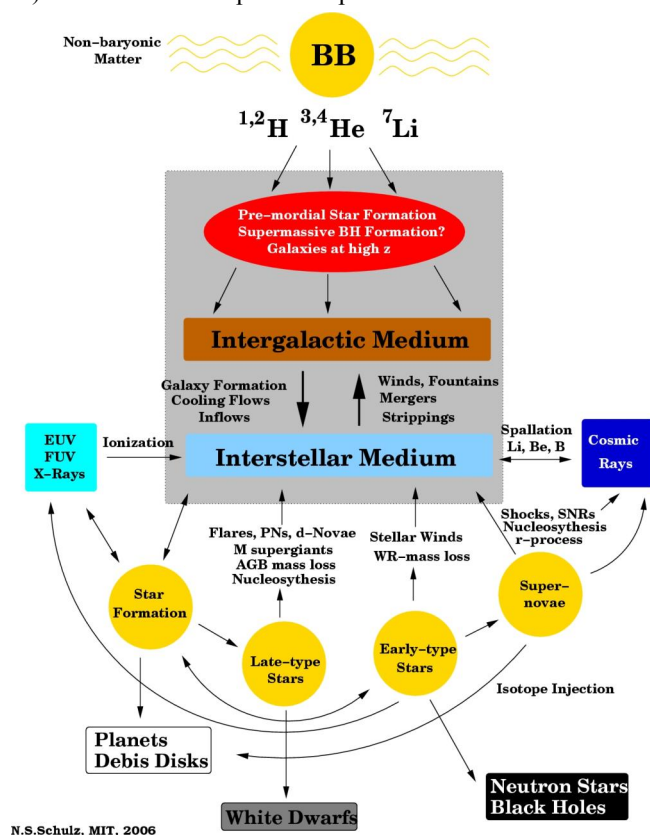 Non-baryonic
Matter
BB
1,2H 3,4He 7Li
Pre-mordial Star Formation
Supermassive BH Formation?
Galaxies at high z
Intergalactic Medium
Galaxy Formation
Cooling Flows
Inflows
Winds, Fountains
Mergers
Strippings
EUV
FUV
X-Rays
Ionization
Interstellar Medium
Spallation
Li, Be, B
Cosmic
Rays
Flares, PNs, d-Novae
M supergiants
AGB mass loss
Nucleosythesis
Stellar Winds
WR-mass loss
Shocks, SNRs
Nucleosythesis
r-process
Star
Formation
Late-type
Stars
Early-type
Stars
Super-
novae
Isotope Injection
Planets
Debis Disks
White Dwarfs
Neutron Stars
Black Holes
N.S.Schulz, MIT, 2006